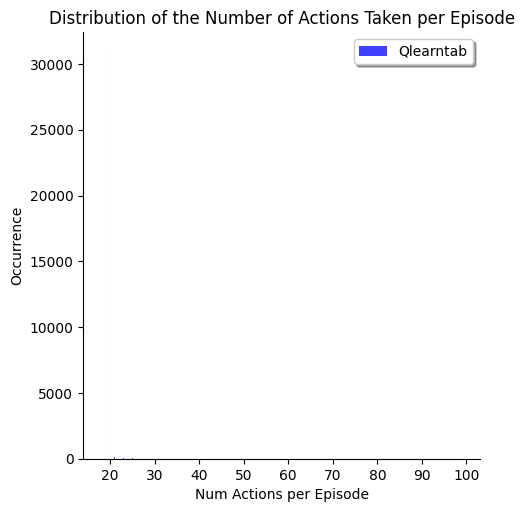 Distribution of the Number of Actions Taken per Episode
Qlearntab
30000
25000
20000
15000
10000
5000
0
Occurrence
20 30 40 50 60 70 80 90 100
Num Actions per Episode